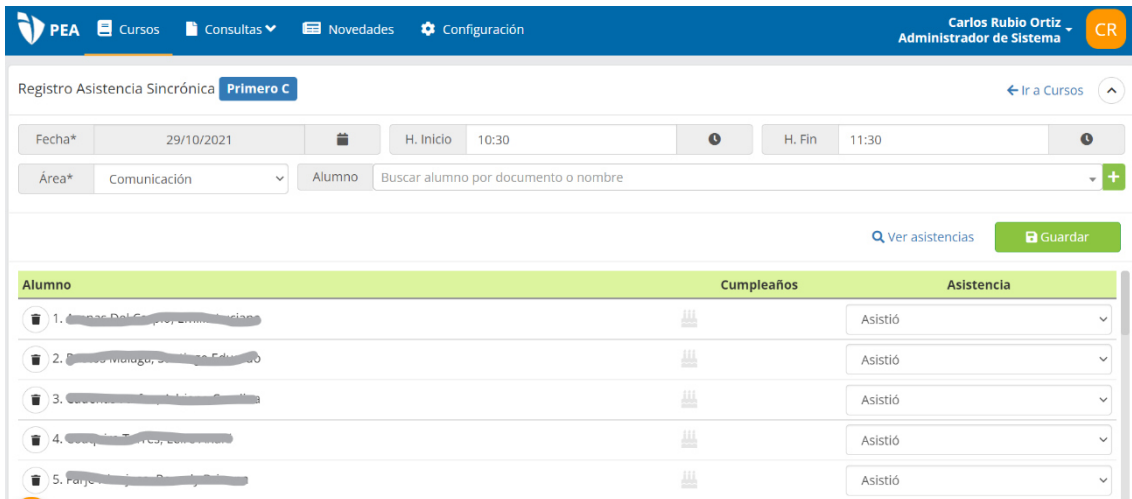 PEA Cursos Consultas Novedades Configuración Carlos Rubio Ortiz
Administrador de Sistema CR
Registro Asistencia Sincrónica Primero C Ir a Cursos
Fecha* 29/10/2021 H. Inicio 10:30 H. Fin 11:30
Área* Comunicación Alumno Buscar alumno por documento o nombre
Ver asistencias Guardar
Alumno Cumpleaños Asistencia
1. Asistió
2. Asistió
3. Asistió
4. Asistió
5. Asistió